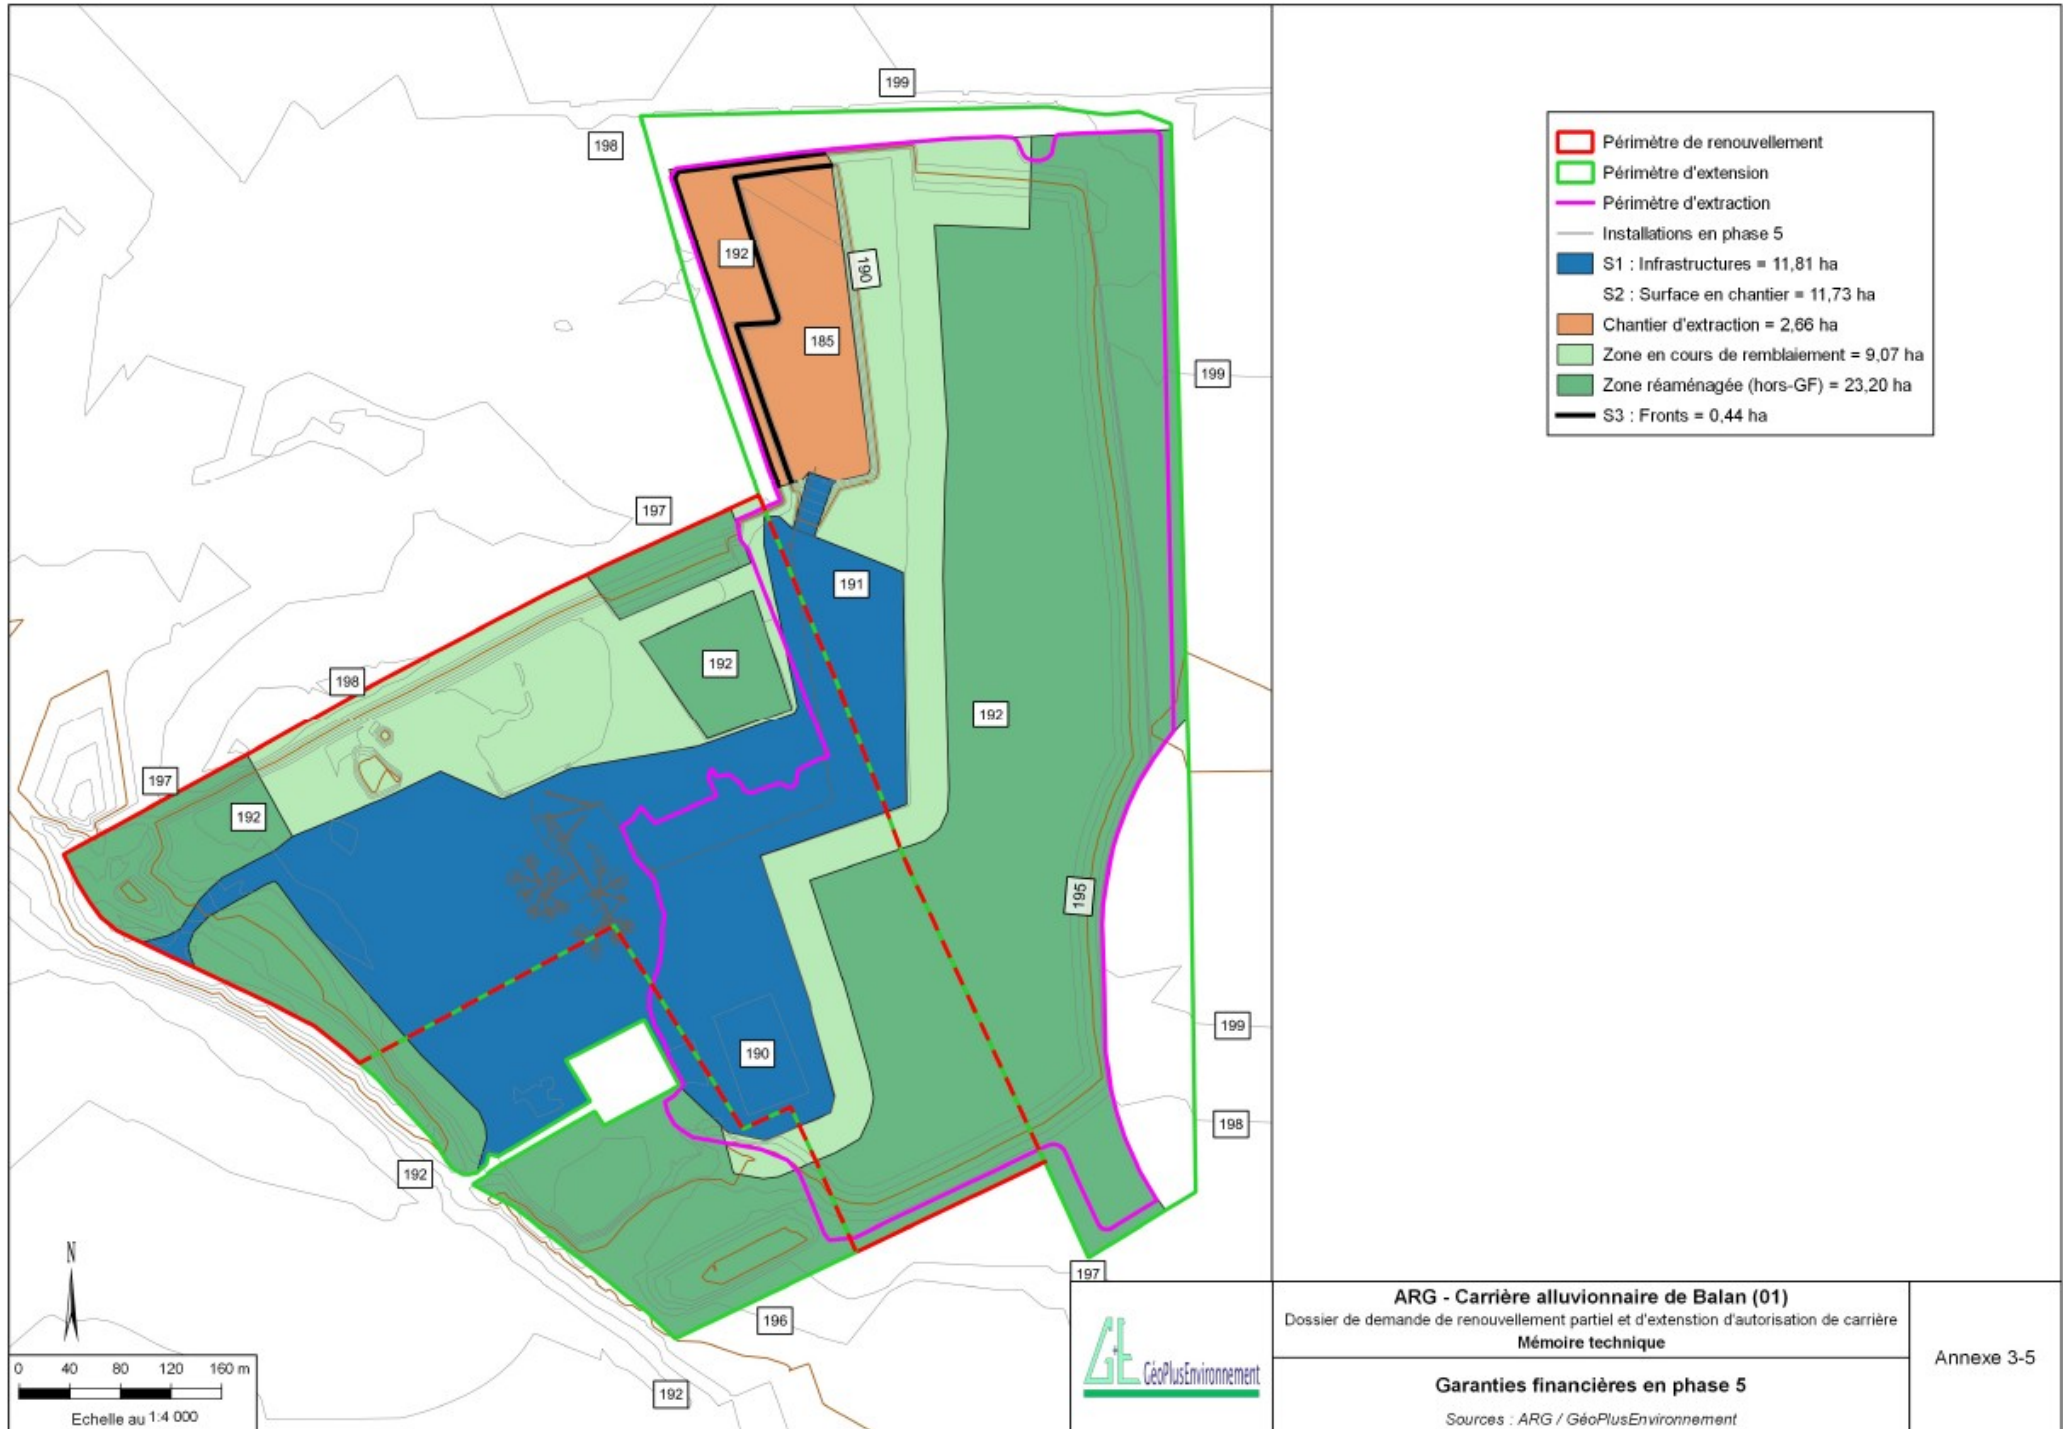 199
198
192
190
185
199
197
191
192
198
192
197
192
195
190
199
198
192
197
196
192
N
0 40 80 120 160 m
Echelle au 1:4 000
Périmètre de renouvellement
Périmètre d'extension
Périmètre d'extraction
Installations en phase 5
S1 : Infrastructures = 11,81 ha
S2 : Surface en chantier = 11,73 ha
Chantier d'extraction = 2,66 ha
Zone en cours de remblaiement = 9,07 ha
Zone réaménagée (hors-GF) = 23,20 ha
S3 : Fronts = 0,44 ha
G+E GéoPlusEnvironnement
ARG - Carrière alluvionnaire de Balan (01)
Dossier de demande de renouvellement partiel et d'extenstion d'autorisation de carrière
Mémoire technique
Garanties financières en phase 5
Sources : ARG / GéoPlusEnvironnement
Annexe 3-5